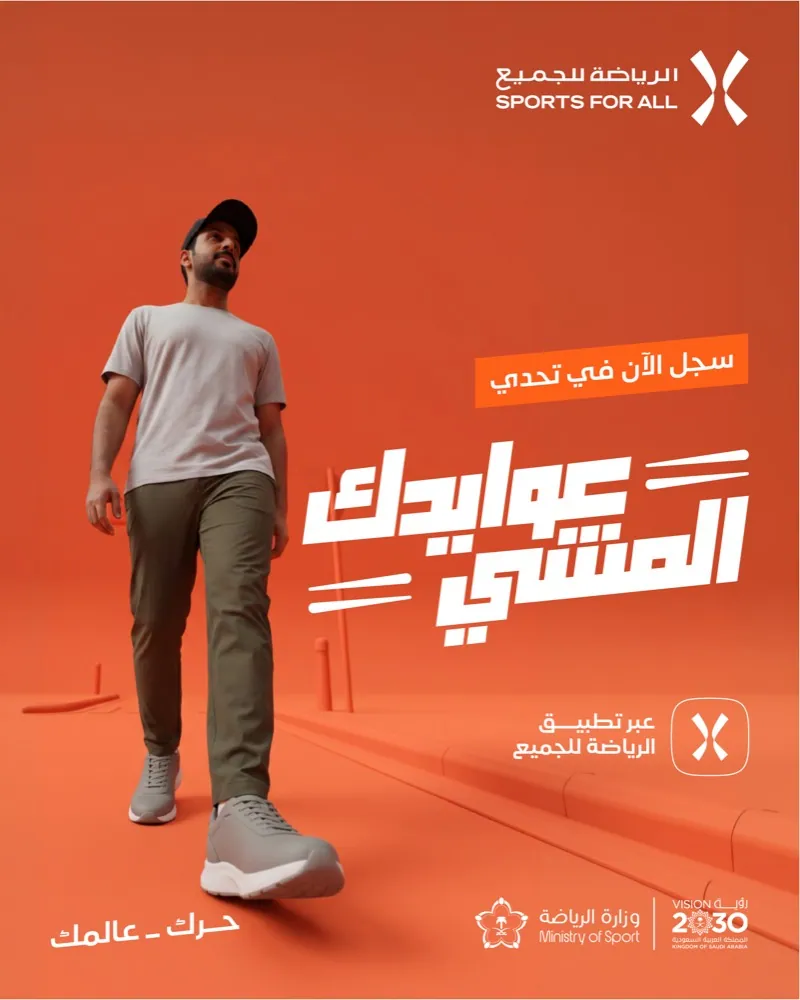 الرياضة للجميع
SPORTS FOR ALL
سجل الآن في تحدي
عوايدك
المشي
عبر تطبيق
الرياضة للجميع
حرك - عالمك
وزارة الرياضة
Ministry of Sport
رؤية VISION
2030
المملكة العربية السعودية
KINGDOM OF SAUDI ARABIA